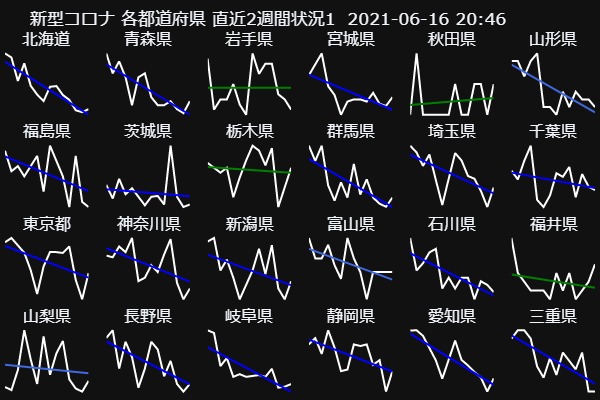 新型コロナ 各都道府県 直近2週間状況1 2021-06-16 20:46
北海道 青森県 岩手県 宮城県 秋田県 山形県
福島県 茨城県 栃木県 群馬県 埼玉県 千葉県
東京都 神奈川県 新潟県 富山県 石川県 福井県
山梨県 長野県 岐阜県 静岡県 愛知県 三重県